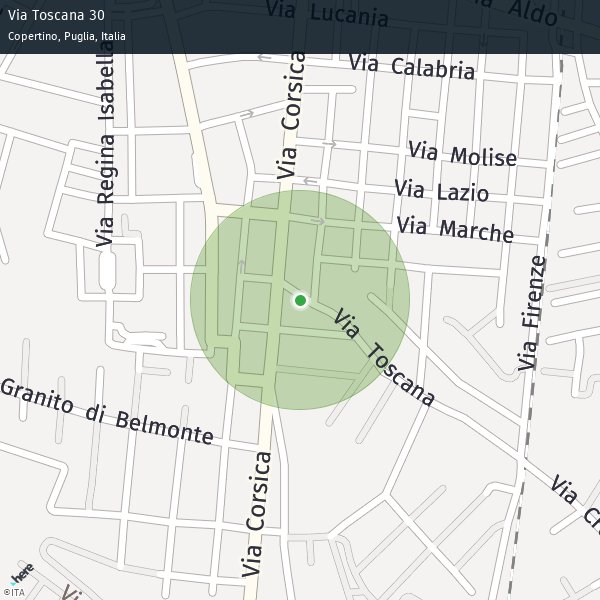 Via Toscana 30
Copertino, Puglia, Italia
Via Lucania
Aldo
Via Calabria
Via Corsica
Via Regina Isabella
Via Molise
Via Lazio
Via Marche
Via Firenze
Via Toscana
Granito di Belmonte
Via Corsica
Via
Via
here
©ITA